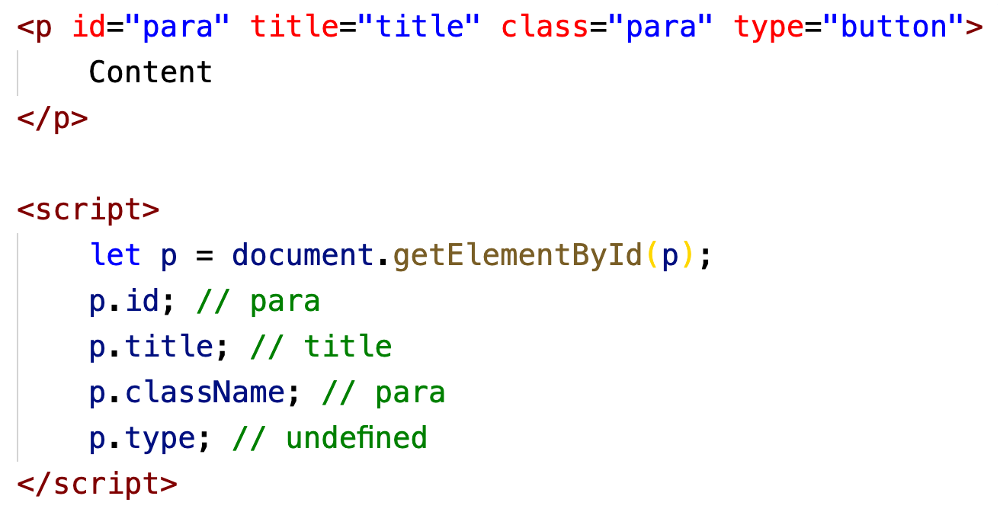 <p id="para" title="title" class="para" type="button">
    Content
</p>

<script>
    let p = document.getElementById(p);
    p.id; // para
    p.title; // title
    p.className; // para
    p.type; // undefined
</script>